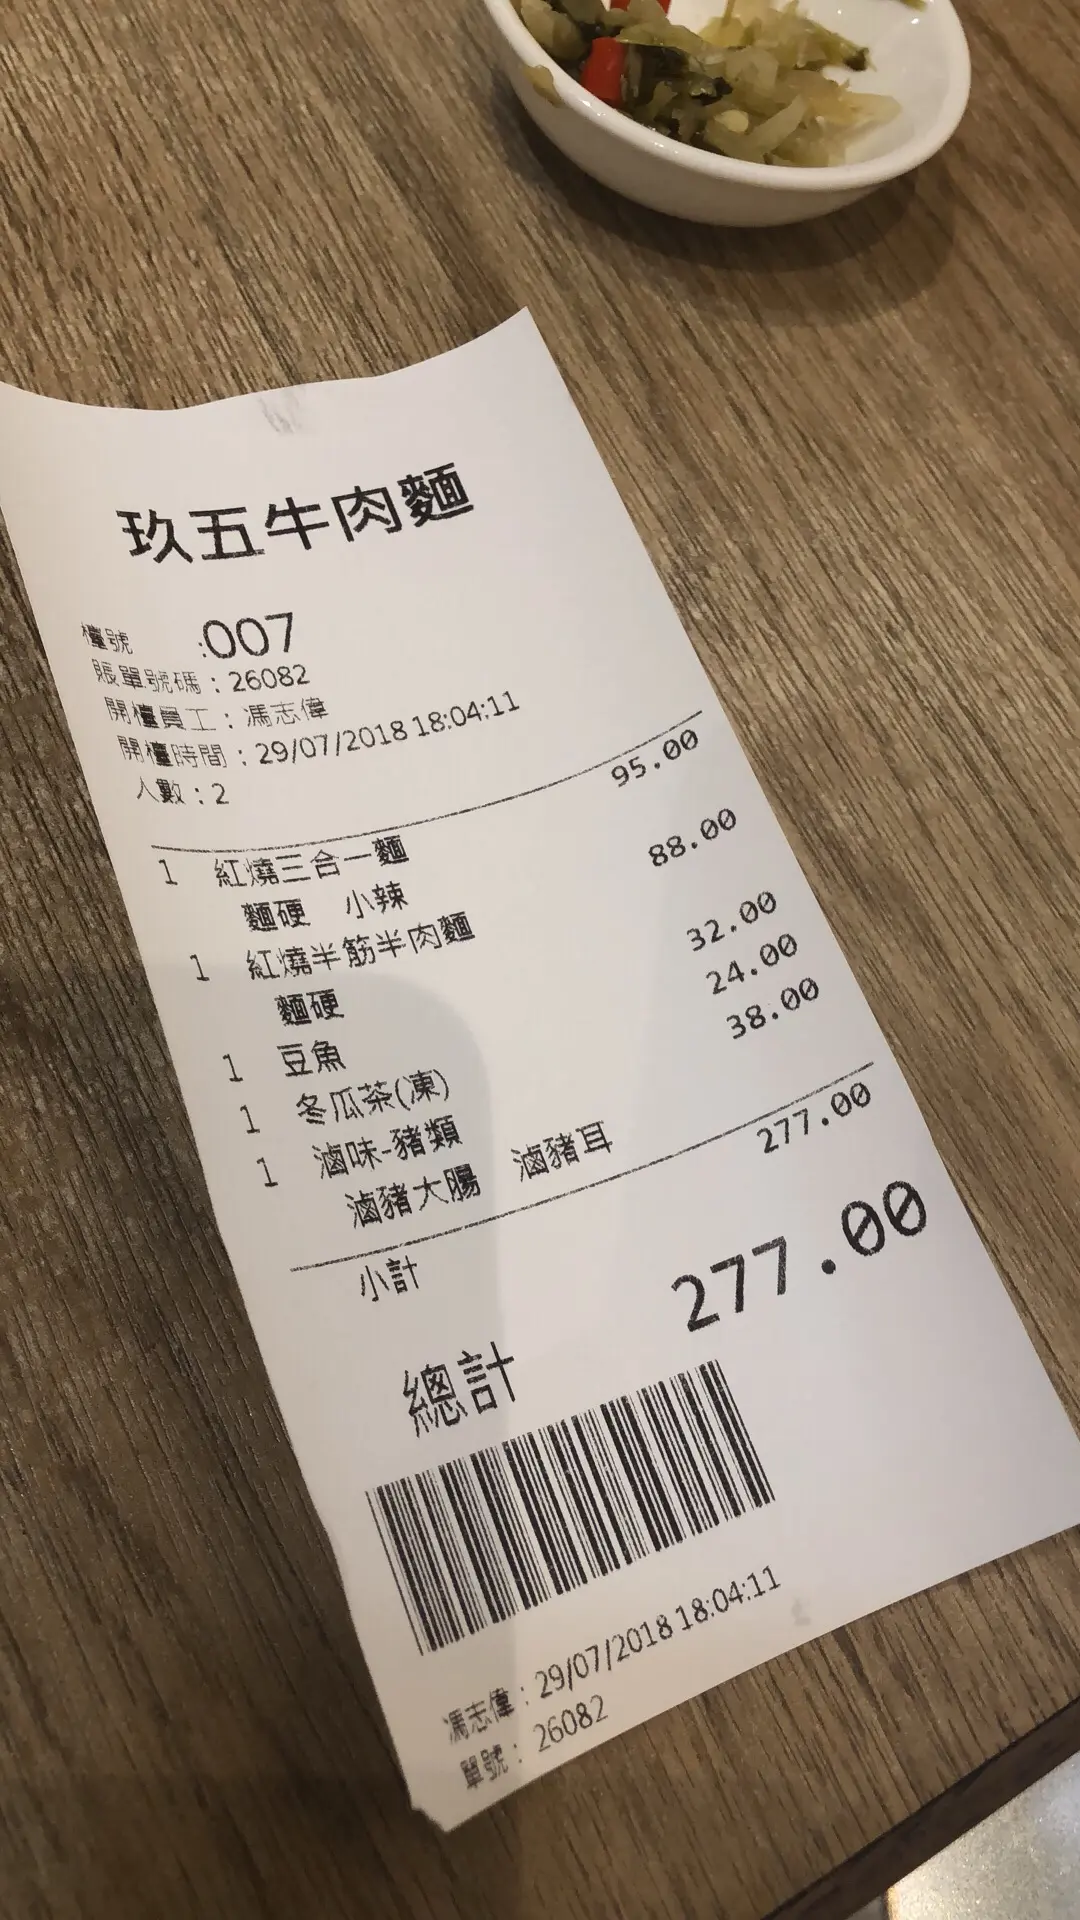 玖五牛肉麵
檯號 :007
賬單號碼：26082
開檯員工：馮志偉
開檯時間：29/07/2018 18:04:11
人數：2
1 紅燒三合一麵 95.00
麵硬 小辣
1 紅燒半筋半肉麵 88.00
麵硬
1 豆魚 32.00
1 冬瓜茶(凍) 24.00
1 滷味-豬類 38.00
滷豬大腸 滷豬耳
小計 277.00
總計 277.00
馮志偉：29/07/2018 18:04:11
單號：26082